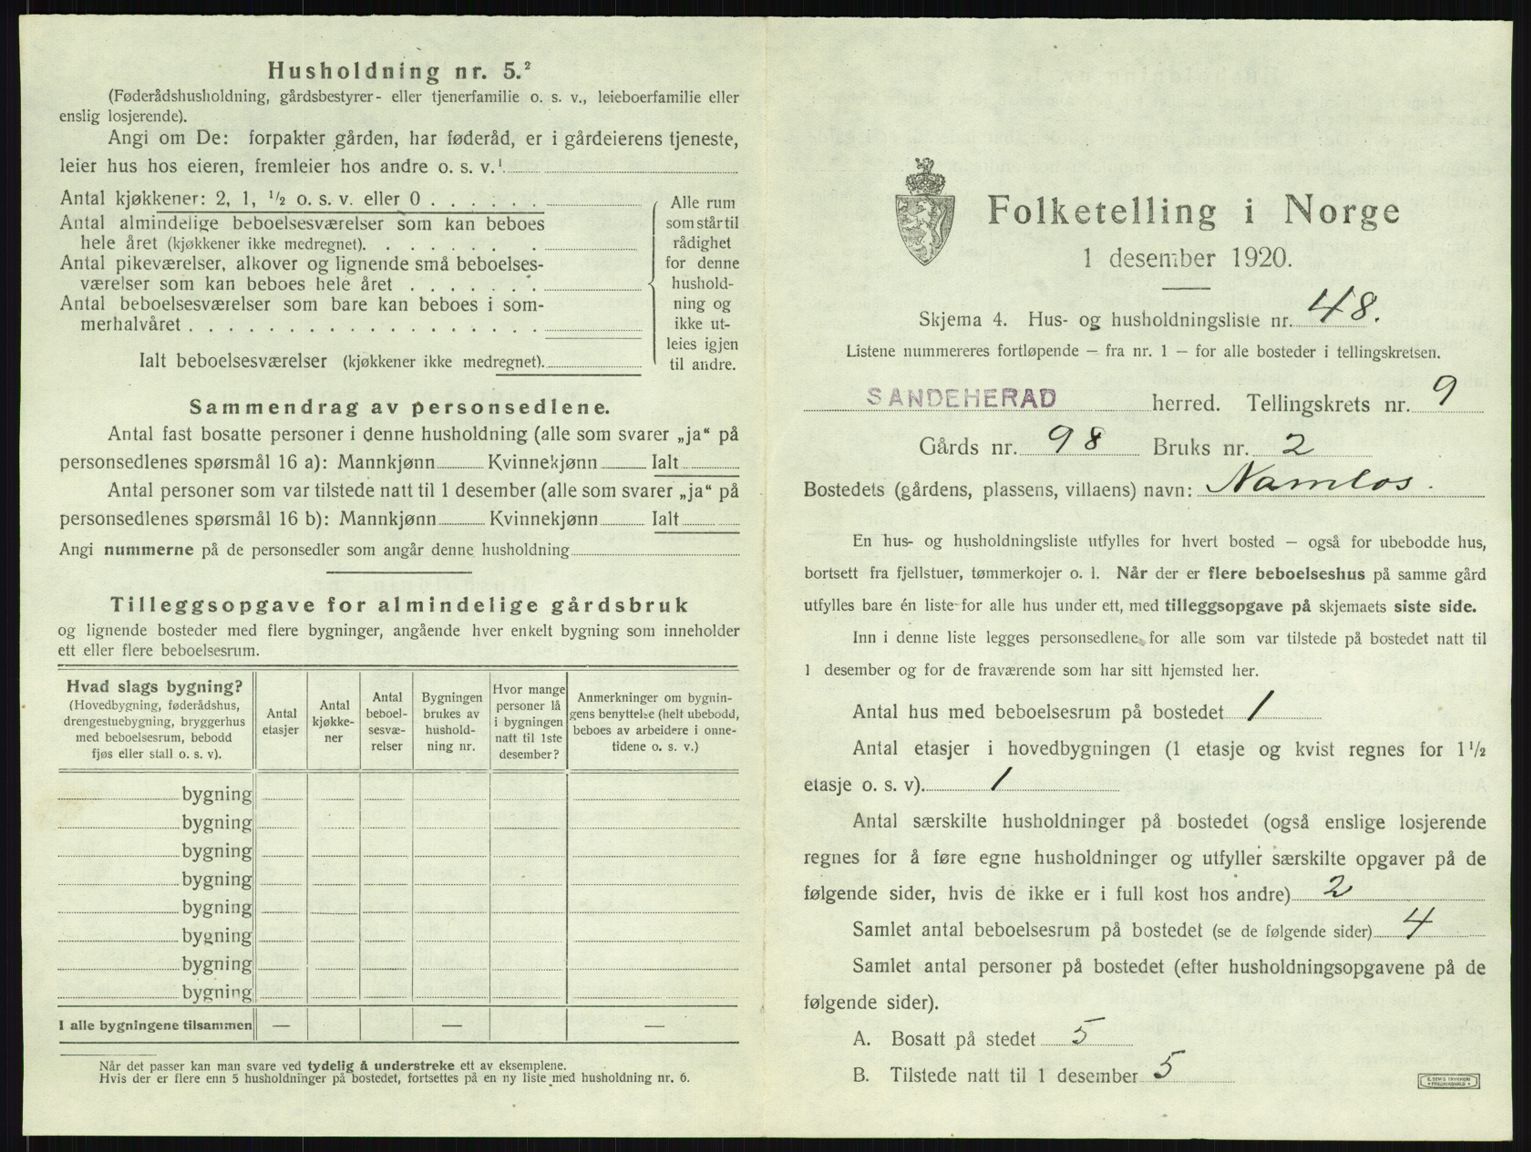 Husholdning nr. 5.²
(Føderådshusholdning, gårdsbestyrer- eller tjenerfamilie o. s. v., leieboerfamilie eller
enslig losjerende).
Angi om De: forpakter gården, har føderåd, er i gårdeierens tjeneste,
leier hus hos eieren, fremleier hos andre o. s. v.¹
Antal kjøkkener: 2, 1, ½ o. s. v. eller 0
Antal almindelige beboelsesværelser som kan beboes
hele året (kjøkkener ikke medregnet).
Antal pikeværelser, alkover og lignende små beboelses-
værelser som kan beboes hele året
Antal beboelsesværelser som bare kan beboes i som-
merhalvåret
Ialt beboelsesværelser (kjøkkener ikke medregnet).
Alle rum
som står til
rådighet
for denne
hushold-
ning og
ikke ut-
leies igjen
til andre.
Sammendrag av personsedlene.
Antal fast bosatte personer i denne husholdning (alle som svarer „ja“ på
personsedlenes spørsmål 16 a): Mannkjønn Kvinnekjønn Ialt
Antal personer som var tilstede natt til 1 desember (alle som svarer „ja“ på
personsedlenes spørsmål 16 b): Mannkjønn Kvinnekjønn Ialt
Angi nummerne på de personsedler som angår denne husholdning
Tilleggsopgave for almindelige gårdsbruk
og lignende bosteder med flere bygninger, angående hver enkelt bygning som inneholder
ett eller flere beboelsesrum.
Hvad slags bygning?
(Hovedbygning, føderådshus,
drengestuebygning, bryggerhus
med beboelsesrum, bebodd
fjøs eller stall o. s. v).
Antal
etasjer
Antal
kjøkke-
ner
Antal
beboel-
sesvæ-
relser
Bygningen
brukes av
hushold-
ning nr.
Hvor mange
personer lå
i bygningen
natt til 1ste
desember?
Anmerkninger om bygnin-
gens benyttelse (helt ubebodd,
beboes av arbeidere i onne-
tidene o. s. v.)
bygning
bygning
bygning
bygning
bygning
bygning
bygning
bygning
I alle bygningene tilsammen — — —
Når det passer kan man svare ved tydelig å understreke ett av eksemplene.
Hvis der er flere enn 5 husholdninger på bostedet, fortsettes på en ny liste med husholdning nr. 6.
Folketelling i Norge
1 desember 1920.
Skjema 4. Hus- og husholdningsliste nr. 48.
Listene nummereres fortløpende — fra nr. 1 — for alle bosteder i tellingskretsen.
SANDEHERAD herred. Tellingskrets nr. 9
Gårds nr. 98 Bruks nr. 2
Bostedets (gårdens, plassens, villaens) navn: Namlos.
En hus- og husholdningsliste utfylles for hvert bosted — også for ubebodde hus,
bortsett fra fjellstuer, tømmerkojer o. l. Når der er flere beboelseshus på samme gård
utfylles bare én liste for alle hus under ett, med tilleggsopgave på skjemaets siste side.
Inn i denne liste legges personsedlene for alle som var tilstede på bostedet natt til
1 desember og for de fraværende som har sitt hjemsted her.
Antal hus med beboelsesrum på bostedet 1
Antal etasjer i hovedbygningen (1 etasje og kvist regnes for 1½
etasje o. s. v). 1
Antal særskilte husholdninger på bostedet (også enslige losjerende
regnes for å føre egne husholdninger og utfyller særskilte opgaver på de
følgende sider, hvis de ikke er i full kost hos andre) 2
Samlet antal beboelsesrum på bostedet (se de følgende sider) 4
Samlet antal personer på bostedet (efter husholdningsopgavene på de
følgende sider).
A. Bosatt på stedet 5
B. Tilstede natt til 1 desember 5